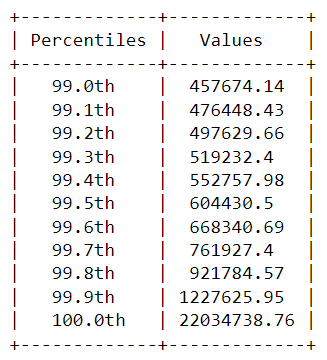 +-------------+-------------+
| Percentiles |   Values    |
+-------------+-------------+
|   99.0th    |  457674.14  |
|   99.1th    |  476448.43  |
|   99.2th    |  497629.66  |
|   99.3th    |  519232.4   |
|   99.4th    |  552757.98  |
|   99.5th    |  604430.5   |
|   99.6th    |  668340.69  |
|   99.7th    |  761927.4   |
|   99.8th    |  921784.57  |
|   99.9th    | 1227625.95  |
|   100.0th   | 22034738.76 |
+-------------+-------------+